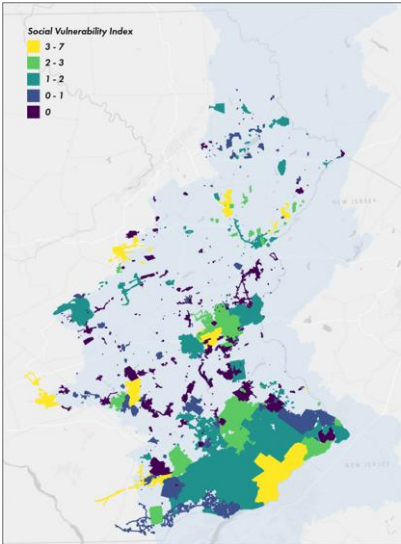 Social Vulnerability Index
3 - 7
2 - 3
1 - 2
0 - 1
0
NEW JERSEY
NEW JERSEY